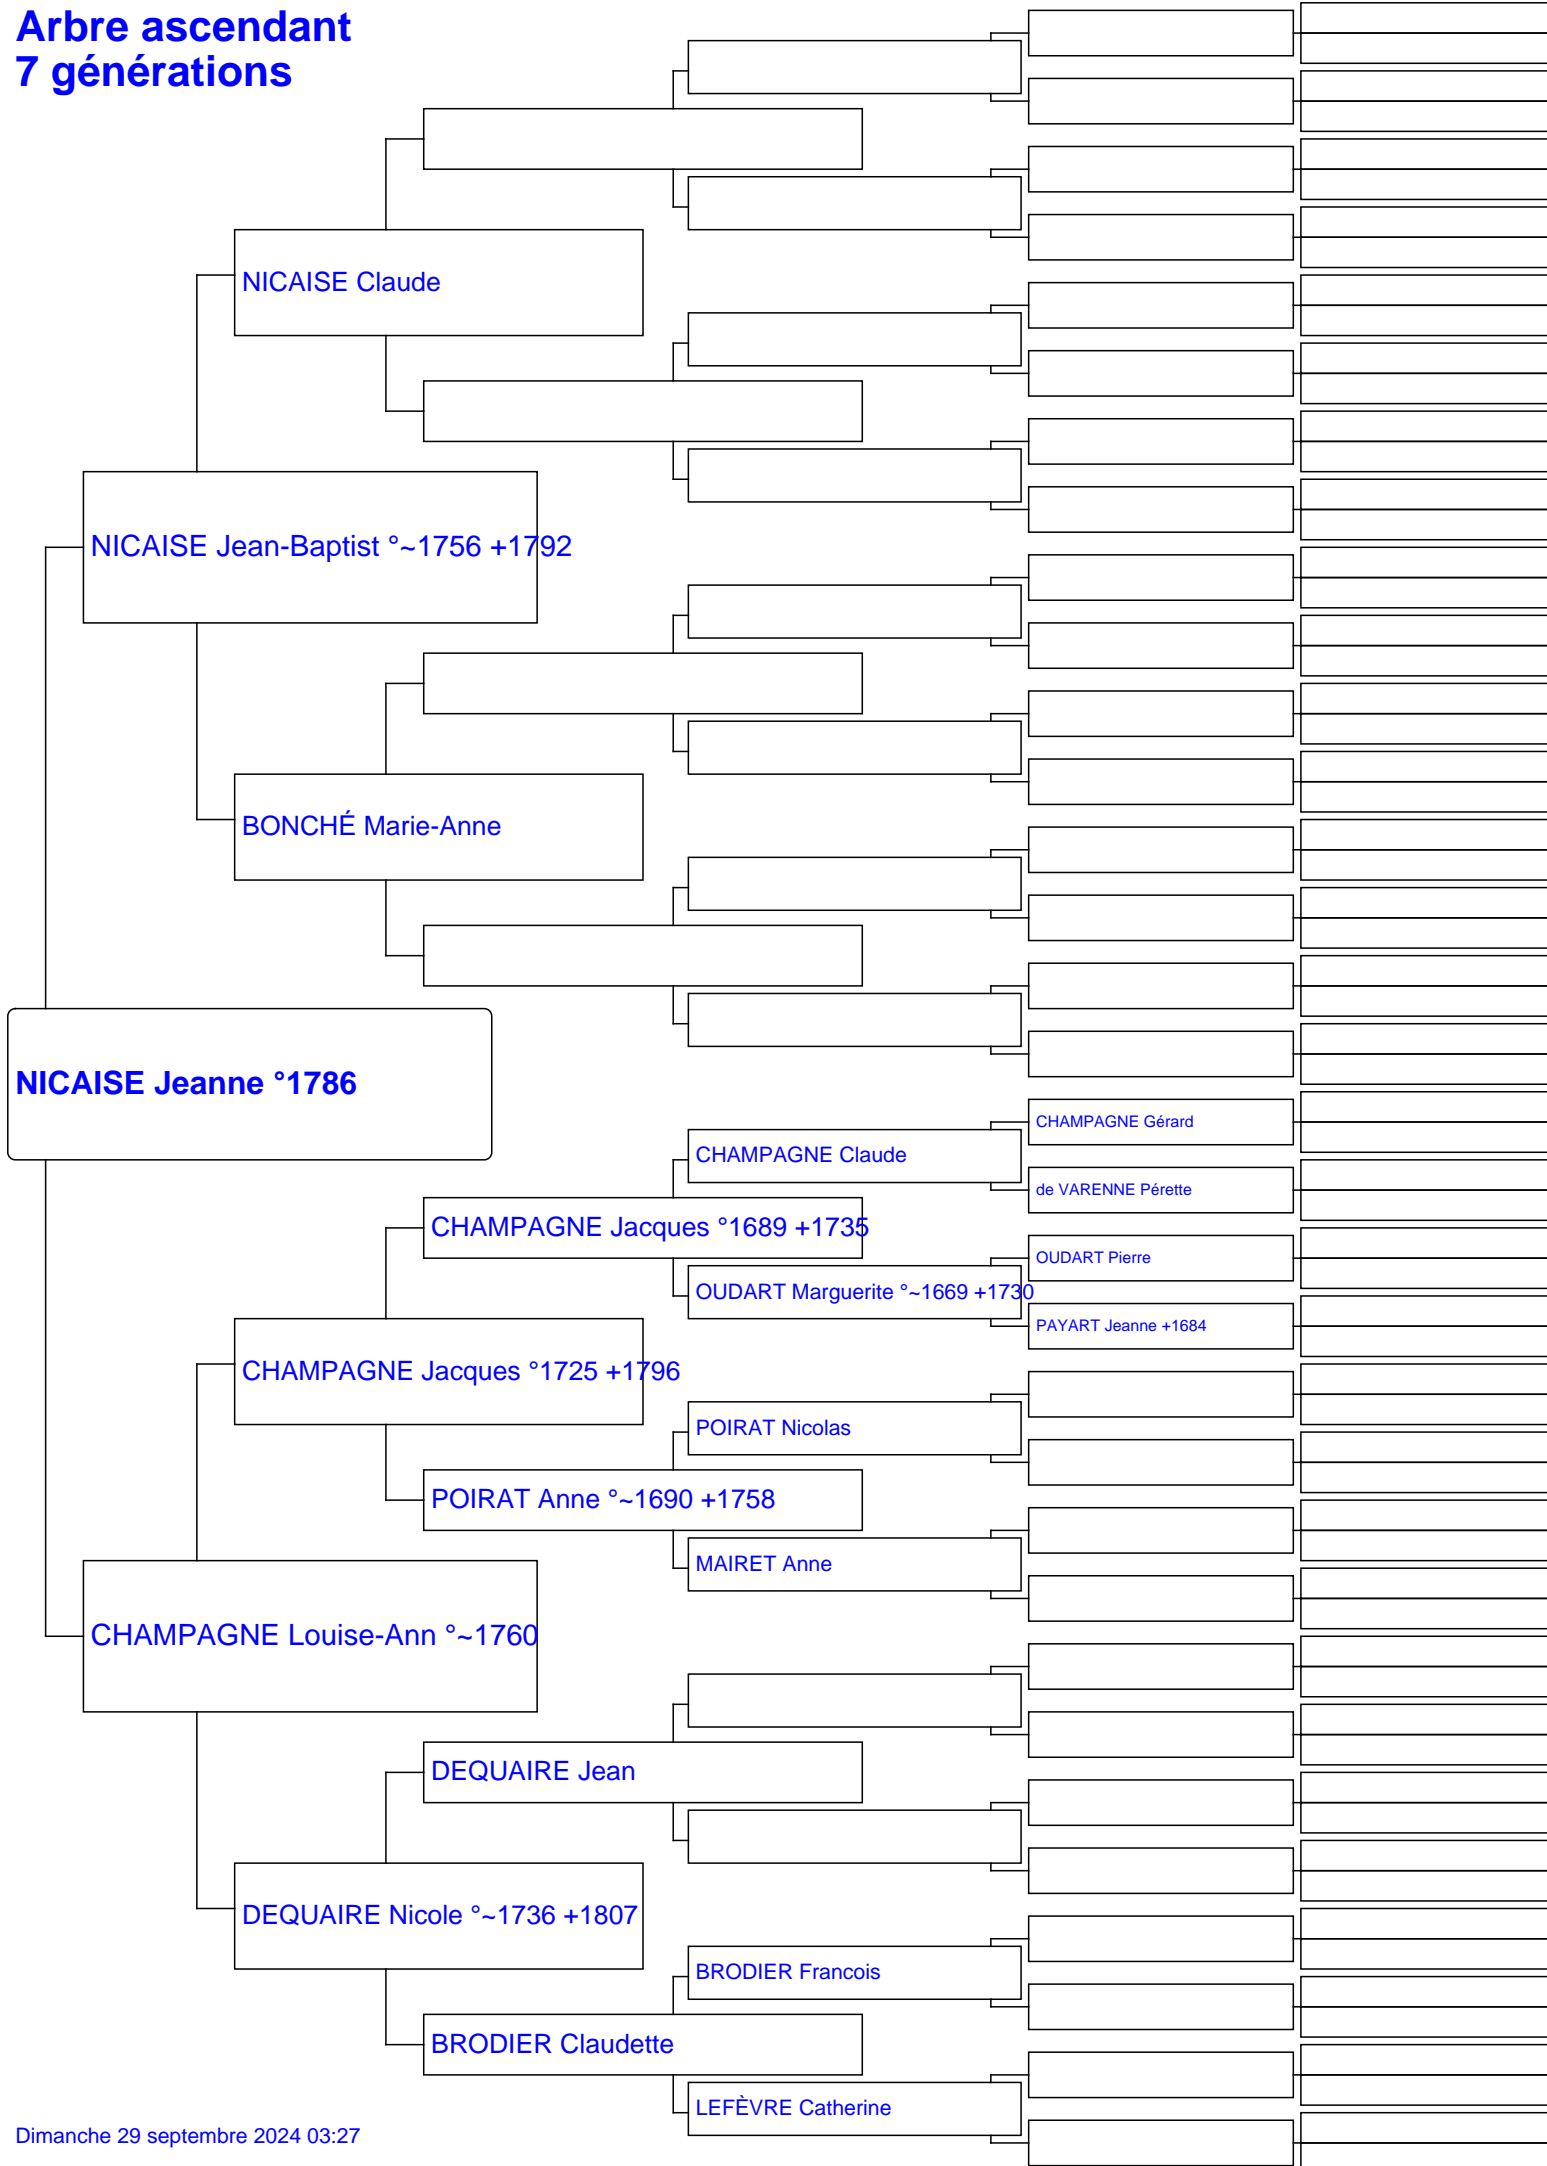 Arbre ascendant
7 générations
NICAISE Claude
NICAISE Jean-Baptist °~1756 +1792
BONCHÉ Marie-Anne
NICAISE Jeanne °1786
CHAMPAGNE Gérard
CHAMPAGNE Claude
de VARENNE Pérette
CHAMPAGNE Jacques °1689 +1735
OUDART Pierre
OUDART Marguerite °~1669 +1730
PAYART Jeanne +1684
CHAMPAGNE Jacques °1725 +1796
POIRAT Nicolas
POIRAT Anne °~1690 +1758
MAIRET Anne
CHAMPAGNE Louise-Ann °~1760
DEQUAIRE Jean
DEQUAIRE Nicole °~1736 +1807
BRODIER Francois
BRODIER Claudette
LEFÈVRE Catherine
Dimanche 29 septembre 2024 03:27